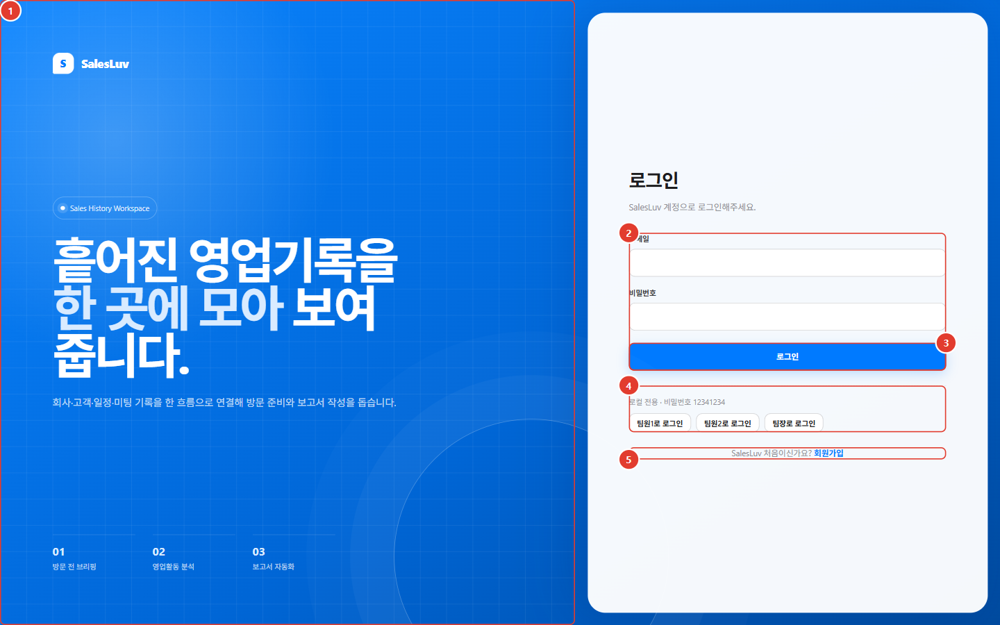 1
S SalesLuv
Sales History Workspace
흩어진 영업기록을
한 곳에 모아 보여
줍니다.
회사·고객·일정·미팅 기록을 한 흐름으로 연결해 방문 준비와 보고서 작성을 돕습니다.
01
방문 전 브리핑
02
영업활동 분석
03
보고서 자동화
로그인
SalesLuv 계정으로 로그인해주세요.
2
메일
비밀번호
3
로그인
4
로컬 전용 · 비밀번호 12341234
팀원1로 로그인
팀원2로 로그인
팀장로 로그인
5
SalesLuv 처음이신가요? 회원가입